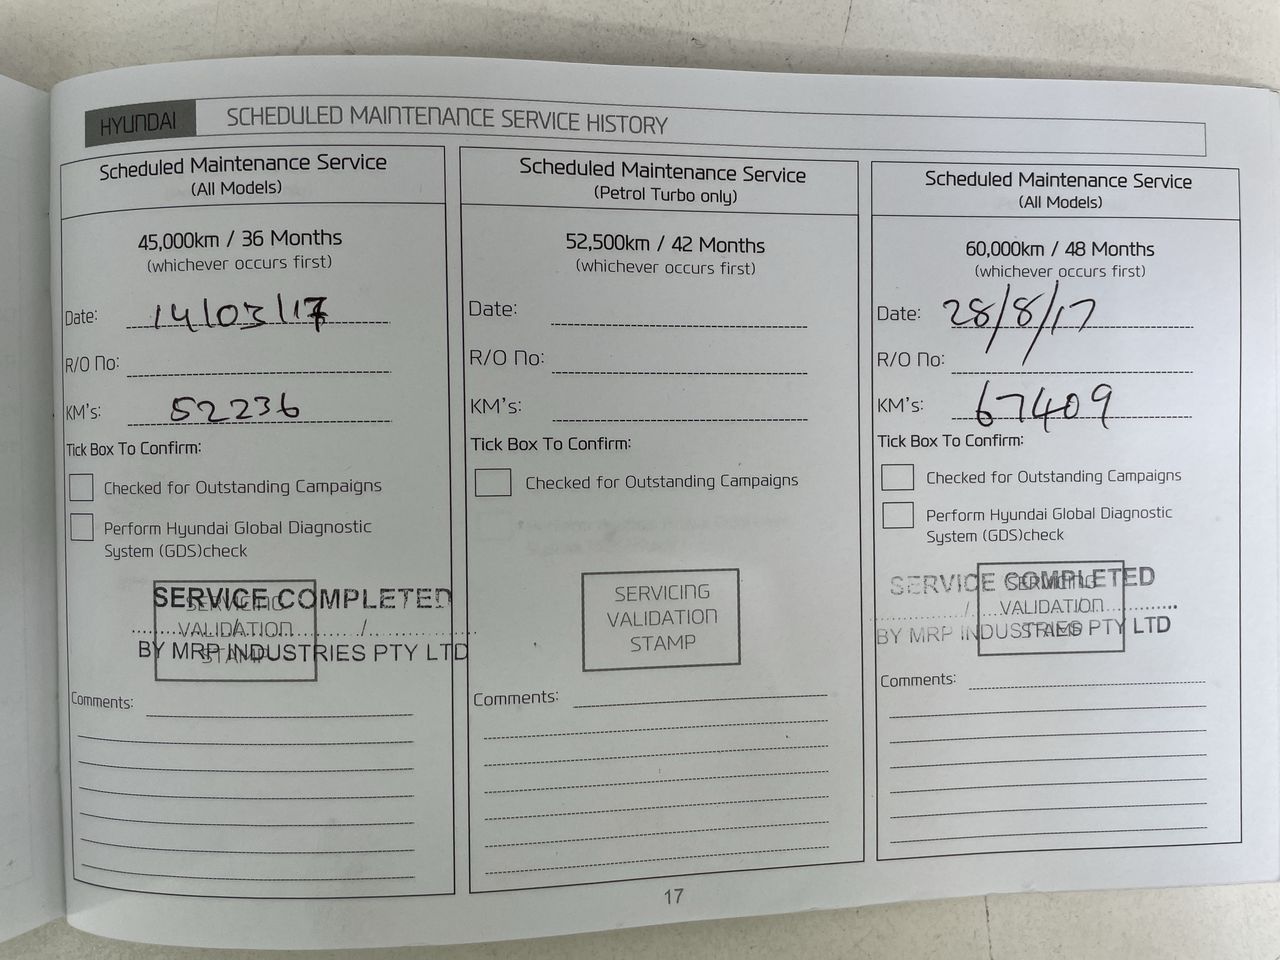 HYUNDAI
SCHEDULED MAINTENANCE SERVICE HISTORY
Scheduled Maintenance Service
(All Models)
45,000km / 36 Months
(whichever occurs first)
Date: 14/03/17
R/O No:
KM's: 52236
Tick Box To Confirm:
Checked for Outstanding Campaigns
Perform Hyundai Global Diagnostic
System (GDS)check
SERVICE COMPLETED
BY MRP INDUSTRIES PTY LTD
SERVICING
VALIDATION
STAMP
Comments:
Scheduled Maintenance Service
(Petrol Turbo only)
52,500km / 42 Months
(whichever occurs first)
Date:
R/O No:
KM's:
Tick Box To Confirm:
Checked for Outstanding Campaigns
SERVICING
VALIDATION
STAMP
Comments:
Scheduled Maintenance Service
(All Models)
60,000km / 48 Months
(whichever occurs first)
Date: 28/8/17
R/O No:
KM's: 67409
Tick Box To Confirm:
Checked for Outstanding Campaigns
Perform Hyundai Global Diagnostic
System (GDS)check
SERVICE COMPLETED
BY MRP INDUSTRIES PTY LTD
SERVICING
VALIDATION
STAMP
Comments:
17